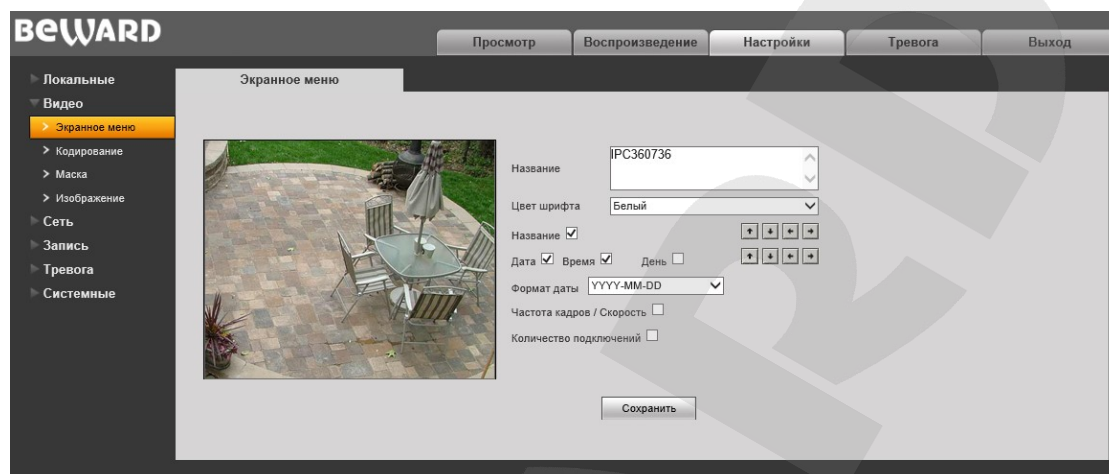 BEWARD
Просмотр Воспроизведение Настройки Тревога Выход
Локальные
Видео
Экранное меню
Кодирование
Маска
Изображение
Сеть
Запись
Тревога
Системные
Экранное меню
Название IPC360736
Цвет шрифта Белый
Название
Дата Время День
Формат даты YYYY-MM-DD
Частота кадров / Скорость
Количество подключений
Сохранить